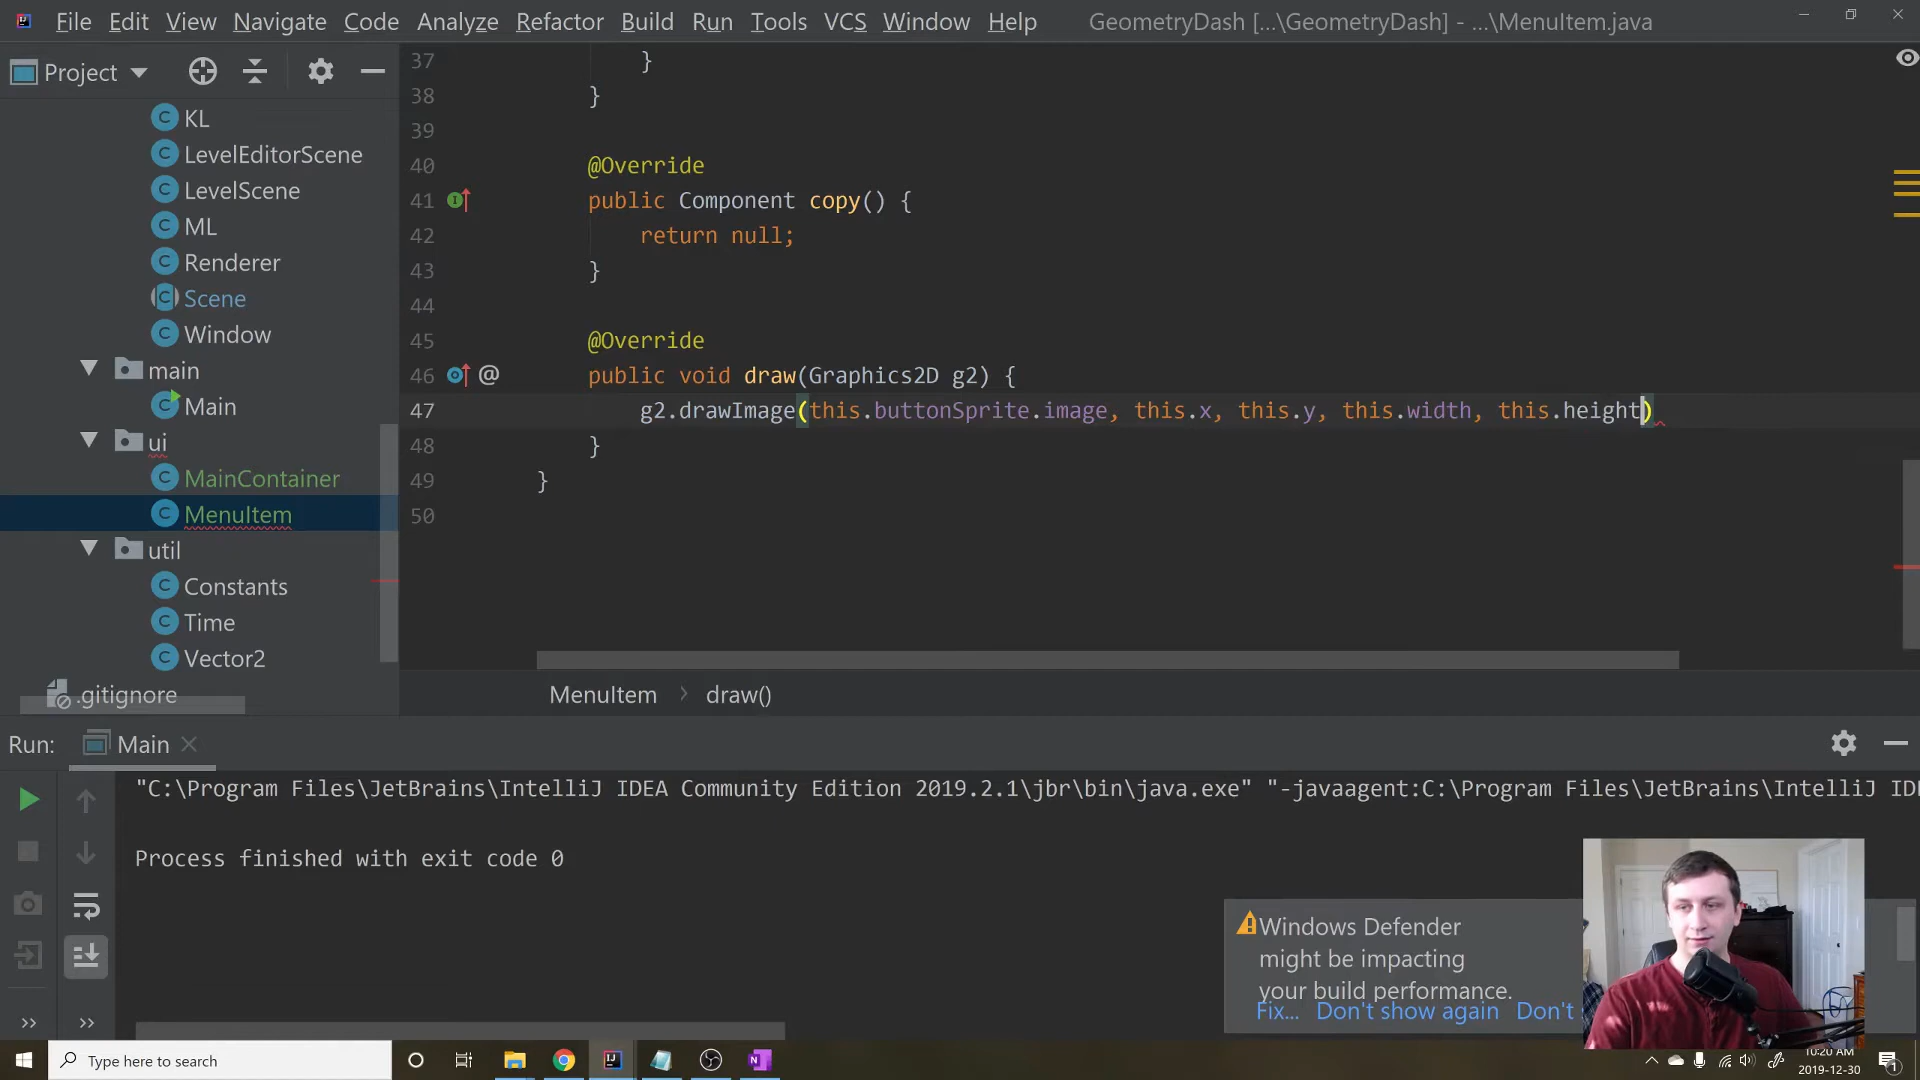 File Edit View Navigate Code Analyze Refactor Build Run Tools VCS Window Help GeometryDash [...\GeometryDash] - ...\MenuItem.java
Project
KL
LevelEditorScene
LevelScene
ML
Renderer
Scene
Window
main
Main
ui
MainContainer
MenuItem
util
Constants
Time
Vector2
.gitignore
37 }
38 }
39
40 @Override
41 public Component copy() {
42 return null;
43 }
44
45 @Override
46 @ public void draw(Graphics2D g2) {
47 g2.drawImage(this.buttonSprite.image, this.x, this.y, this.width, this.height)
48 }
49 }
50
MenuItem > draw()
Run: Main
"C:\Program Files\JetBrains\IntelliJ IDEA Community Edition 2019.2.1\jbr\bin\java.exe" "-javaagent:C:\Program Files\JetBrains\IntelliJ IDE
Process finished with exit code 0
Windows Defender
might be impacting
your build performance.
Fix... Don't show again Don't
Type here to search
10:20 AM
2019-12-30